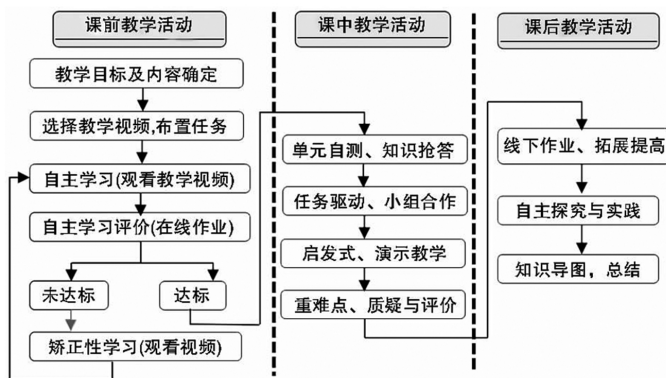 课前教学活动
教学目标及内容确定
选择教学视频,布置任务
自主学习(观看教学视频)
自主学习评价(在线作业)
未达标
达标
矫正性学习(观看视频)
课中教学活动
单元自测、知识抢答
任务驱动、小组合作
启发式、演示教学
重难点、质疑与评价
课后教学活动
线下作业、拓展提高
自主探究与实践
知识导图，总结